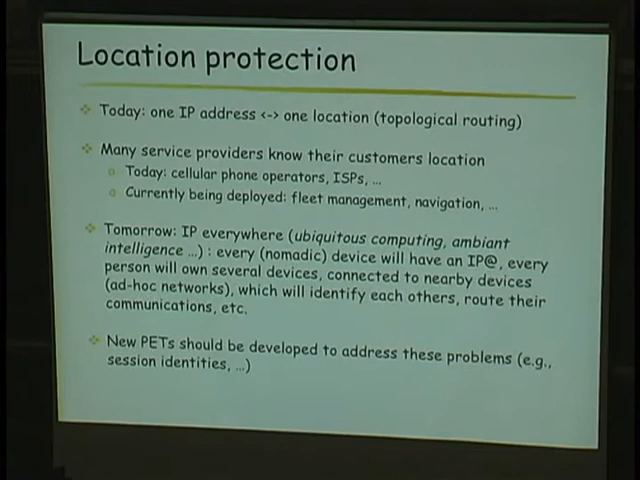 Location protection
Today: one IP address <-> one location (topological routing)
Many service providers know their customers location
Today: cellular phone operators, ISPs, ...
Currently being deployed: fleet management, navigation, ...
Tomorrow: IP everywhere (ubiquitous computing, ambiant
intelligence ...) : every (nomadic) device will have an IP@, every
person will own several devices, connected to nearby devices
(ad-hoc networks), which will identify each others, route their
communications, etc.
New PETs should be developed to address these problems (e.g.,
session identities, ...)